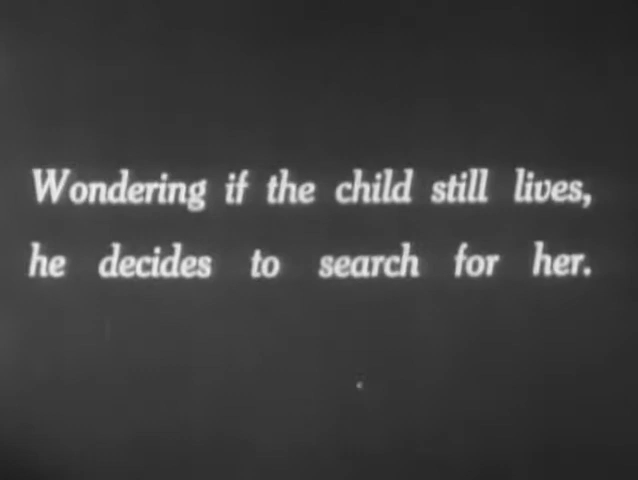 Wondering if the child still lives,
he decides to search for her.